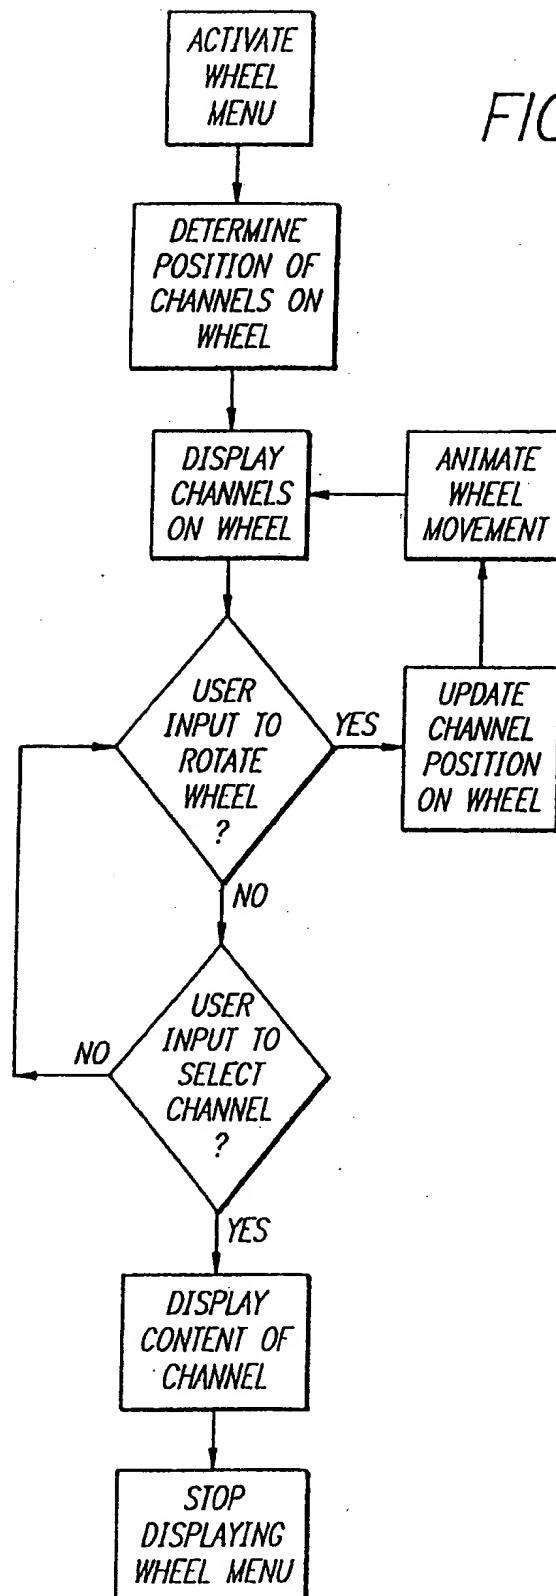 ACTIVATE
WHEEL
MENU
FIG
DETERMINE
POSITION OF
CHANNELS ON
WHEEL
DISPLAY
CHANNELS
ON WHEEL
ANIMATE
WHEEL
MOVEMENT
USER
INPUT TO
ROTATE
WHEEL
?
YES
UPDATE
CHANNEL
POSITION
ON WHEEL
NO
USER
INPUT TO
SELECT
CHANNEL
?
NO
YES
DISPLAY
CONTENT OF
CHANNEL
STOP
DISPLAYING
WHEEL MENU